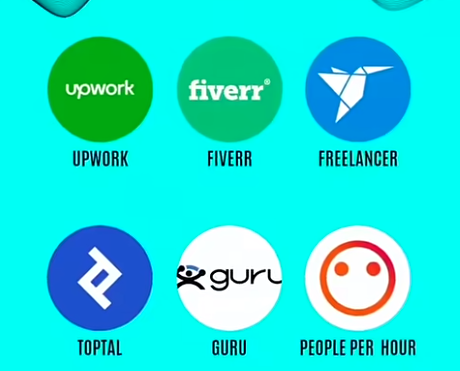 upwork
fiverr®
UPWORK
FIVERR
FREELANCER
guru
TOPTAL
GURU
PEOPLE PER HOUR